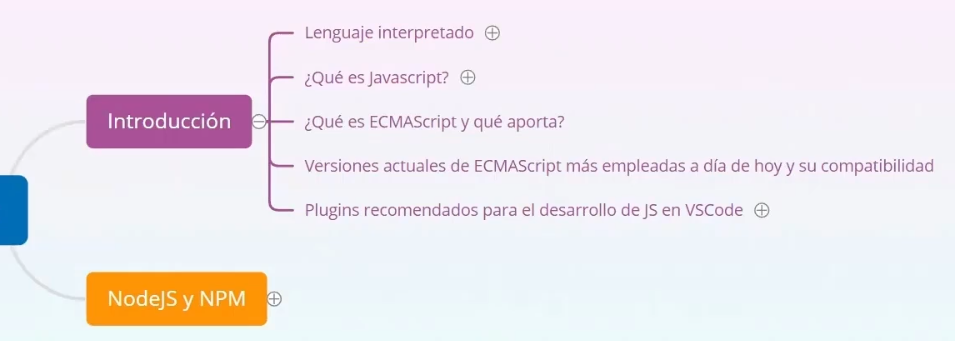 Lenguaje interpretado
¿Qué es Javascript?
Introducción
¿Qué es ECMAScript y qué aporta?
Versiones actuales de ECMAScript más empleadas a día de hoy y su compatibilidad
Plugins recomendados para el desarrollo de JS en VSCode
NodeJS y NPM